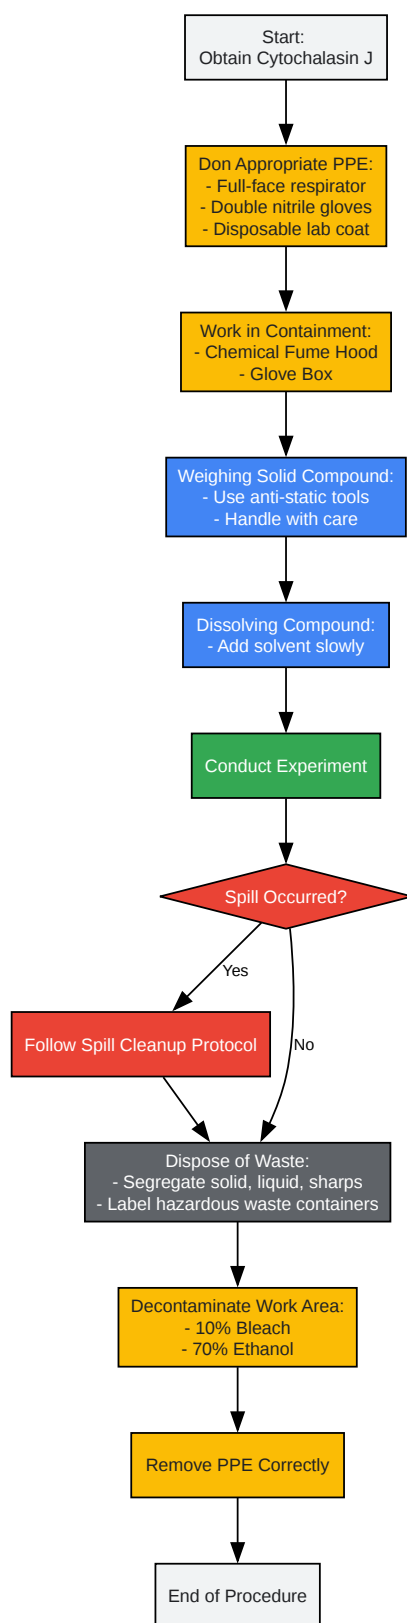 Start:
Obtain Cytochalasin J
Don Appropriate PPE:
- Full-face respirator
- Double nitrile gloves
- Disposable lab coat
Work in Containment:
- Chemical Fume Hood
- Glove Box
Weighing Solid Compound:
- Use anti-static tools
- Handle with care
Dissolving Compound:
- Add solvent slowly
Conduct Experiment
Spill Occurred?
Yes
Follow Spill Cleanup Protocol
No
Dispose of Waste:
- Segregate solid, liquid, sharps
- Label hazardous waste containers
Decontaminate Work Area:
- 10% Bleach
- 70% Ethanol
Remove PPE Correctly
End of Procedure